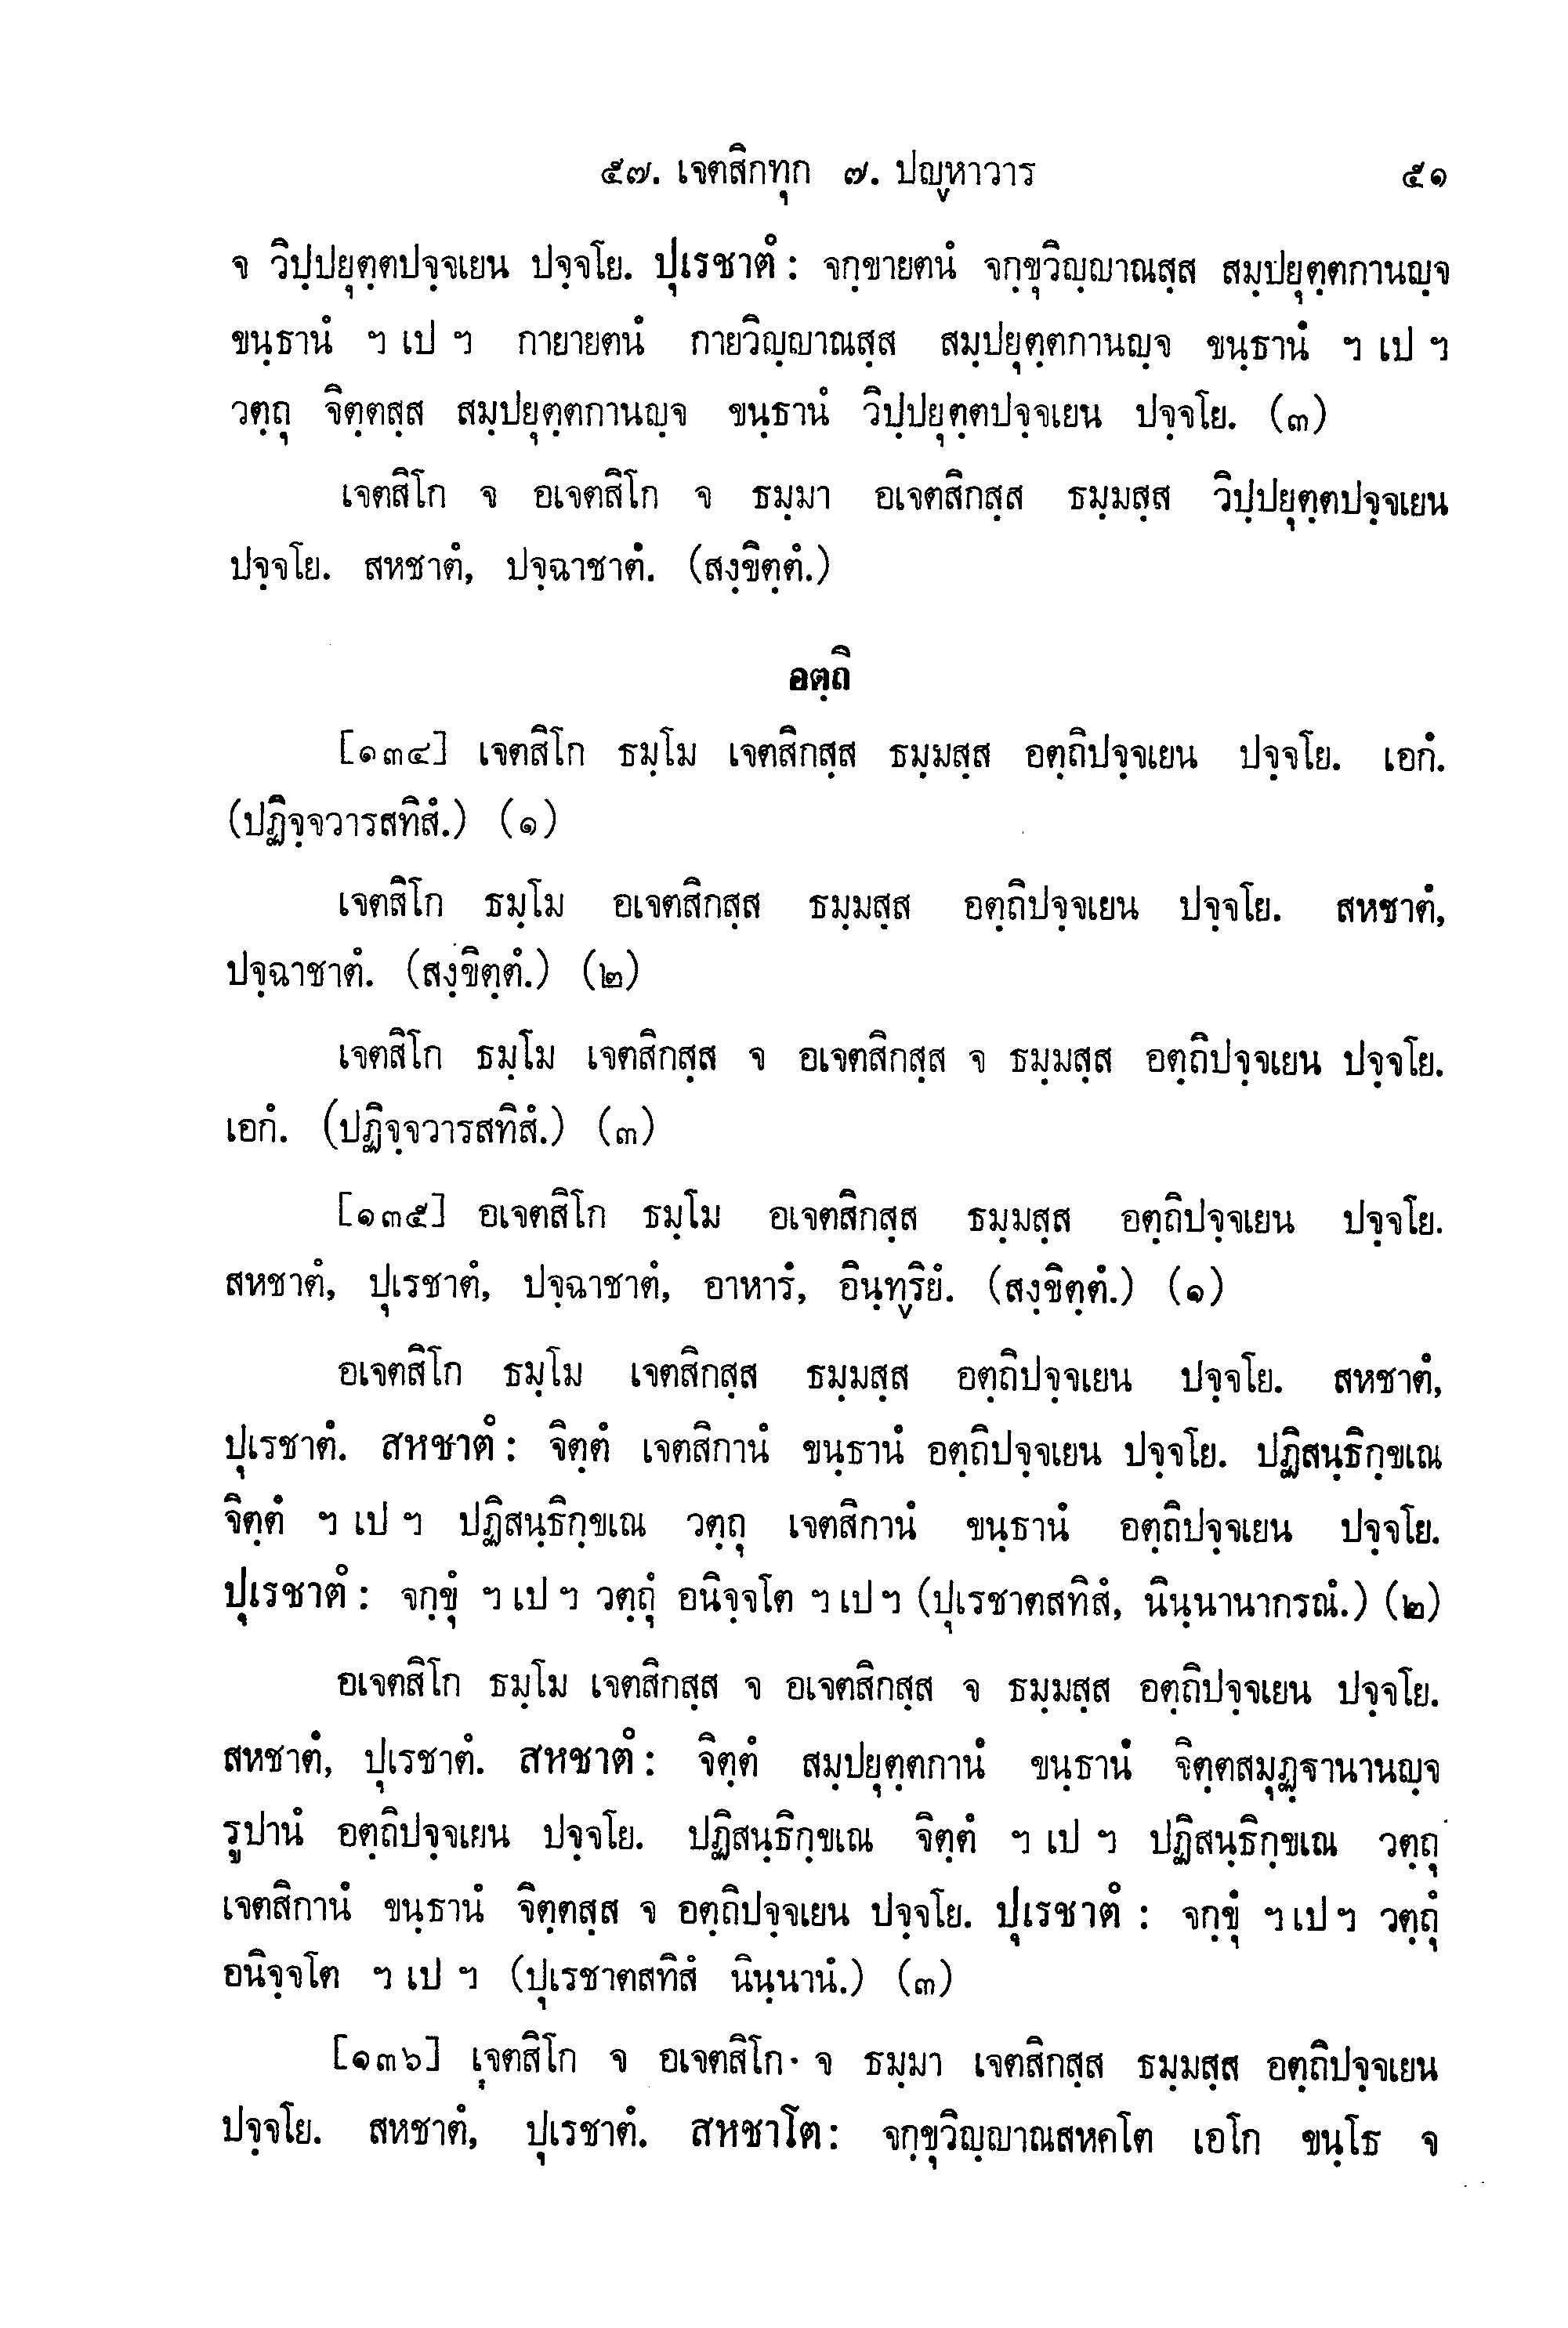 ๕๗. เจตสิกทุก ๗. ปญฺหาวาร ๕๑
จ วิปฺปยุตฺตปจฺจเยน ปจฺจโย. ปุเรชาตํ : จกฺขายตนํ จกฺขุวิญฺญาณสฺส สมฺปยุตฺตกานญฺจ
ขนฺธานํ ฯ เป ฯ กายายตนํ กายวิญฺญาณสฺส สมฺปยุตฺตกานญฺจ ขนฺธานํ ฯ เป ฯ
วตฺถุ จิตฺตสฺส สมฺปยุตฺตกานญฺจ ขนฺธานํ วิปฺปยุตฺตปจฺจเยน ปจฺจโย. (๓)
เจตสิโก จ อเจตสิโก จ ธมฺมา อเจตสิกสฺส ธมฺมสฺส วิปฺปยุตฺตปจฺจเยน
ปจฺจโย. สหชาตํ, ปจฺฉาชาตํ. (สงฺขิตฺตํ.)
อตฺถิ
[๑๓๔] เจตสิโก ธมฺโม เจตสิกสฺส ธมฺมสฺส อตฺถิปจฺจเยน ปจฺจโย. เอกํ.
(ปฏิจฺจวารสทิสํ.) (๑)
เจตสิโก ธมฺโม อเจตสิกสฺส ธมฺมสฺส อตฺถิปจฺจเยน ปจฺจโย. สหชาตํ,
ปจฺฉาชาตํ. (สงฺขิตฺตํ.) (๒)
เจตสิโก ธมฺโม เจตสิกสฺส จ อเจตสิกสฺส จ ธมฺมสฺส อตฺถิปจฺจเยน ปจฺจโย.
เอกํ. (ปฏิจฺจวารสทิสํ.) (๓)
[๑๓๕] อเจตสิโก ธมฺโม อเจตสิกสฺส ธมฺมสฺส อตฺถิปจฺจเยน ปจฺจโย.
สหชาตํ, ปุเรชาตํ, ปจฺฉาชาตํ, อาหารํ, อินฺทฺริยํ. (สงฺขิตฺตํ.) (๑)
อเจตสิโก ธมฺโม เจตสิกสฺส ธมฺมสฺส อตฺถิปจฺจเยน ปจฺจโย. สหชาตํ,
ปุเรชาตํ. สหชาตํ : จิตฺตํ เจตสิกานํ ขนฺธานํ อตฺถิปจฺจเยน ปจฺจโย. ปฏิสนฺธิกฺขเณ
จิตฺตํ ฯ เป ฯ ปฏิสนฺธิกฺขเณ วตฺถุ เจตสิกานํ ขนฺธานํ อตฺถิปจฺจเยน ปจฺจโย.
ปุเรชาตํ : จกฺขุํ ฯ เป ฯ วตฺถุํ อนิจฺจโต ฯ เป ฯ (ปุเรชาตสทิสํ, นินฺนานากรณํ.) (๒)
อเจตสิโก ธมฺโม เจตสิกสฺส จ อเจตสิกสฺส จ ธมฺมสฺส อตฺถิปจฺจเยน ปจฺจโย.
สหชาตํ, ปุเรชาตํ. สหชาตํ : จิตฺตํ สมฺปยุตฺตกานํ ขนฺธานํ จิตฺตสมุฏฺฐานานญฺจ
รูปานํ อตฺถิปจฺจเยน ปจฺจโย. ปฏิสนฺธิกฺขเณ จิตฺตํ ฯ เป ฯ ปฏิสนฺธิกฺขเณ วตฺถุ
เจตสิกานํ ขนฺธานํ จิตฺตสฺส จ อตฺถิปจฺจเยน ปจฺจโย. ปุเรชาตํ : จกฺขุํ ฯ เป ฯ วตฺถุํ
อนิจฺจโต ฯ เป ฯ (ปุเรชาตสทิสํ นินฺนานํ.) (๓)
[๑๓๖] เจตสิโก จ อเจตสิโก จ ธมฺมา เจตสิกสฺส ธมฺมสฺส อตฺถิปจฺจเยน
ปจฺจโย. สหชาตํ, ปุเรชาตํ. สหชาโต : จกฺขุวิญฺญาณสหคโต เอโก ขนฺโธ จ